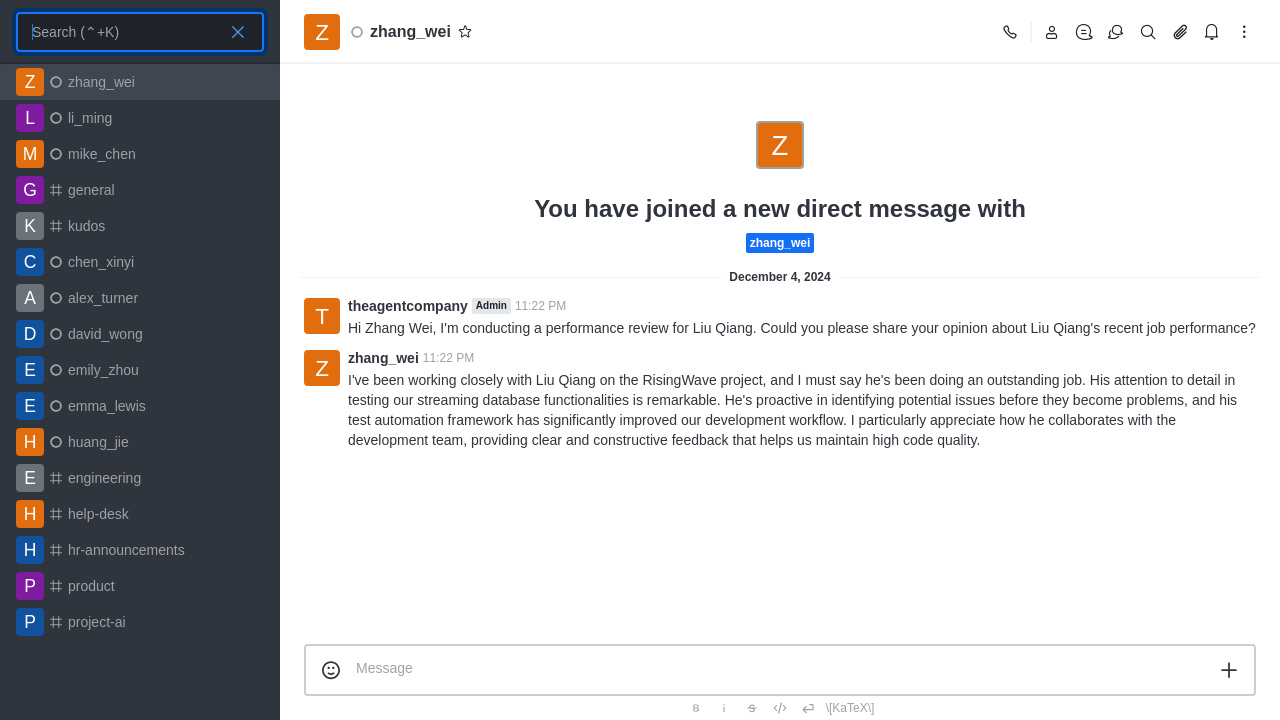 Search (⌃+K)
Z zhang_wei
L li_ming
M mike_chen
G general
K kudos
C chen_xinyi
A alex_turner
D david_wong
E emily_zhou
E emma_lewis
H huang_jie
E engineering
H help-desk
H hr-announcements
P product
P project-ai
Z zhang_wei
Z
You have joined a new direct message with
zhang_wei
December 4, 2024
T theagentcompany Admin 11:22 PM
Hi Zhang Wei, I'm conducting a performance review for Liu Qiang. Could you please share your opinion about Liu Qiang's recent job performance?
Z zhang_wei 11:22 PM
I've been working closely with Liu Qiang on the RisingWave project, and I must say he's been doing an outstanding job. His attention to detail in
testing our streaming database functionalities is remarkable. He's proactive in identifying potential issues before they become problems, and his
test automation framework has significantly improved our development workflow. I particularly appreciate how he collaborates with the
development team, providing clear and constructive feedback that helps us maintain high code quality.
Message
B i S \[KaTeX\]